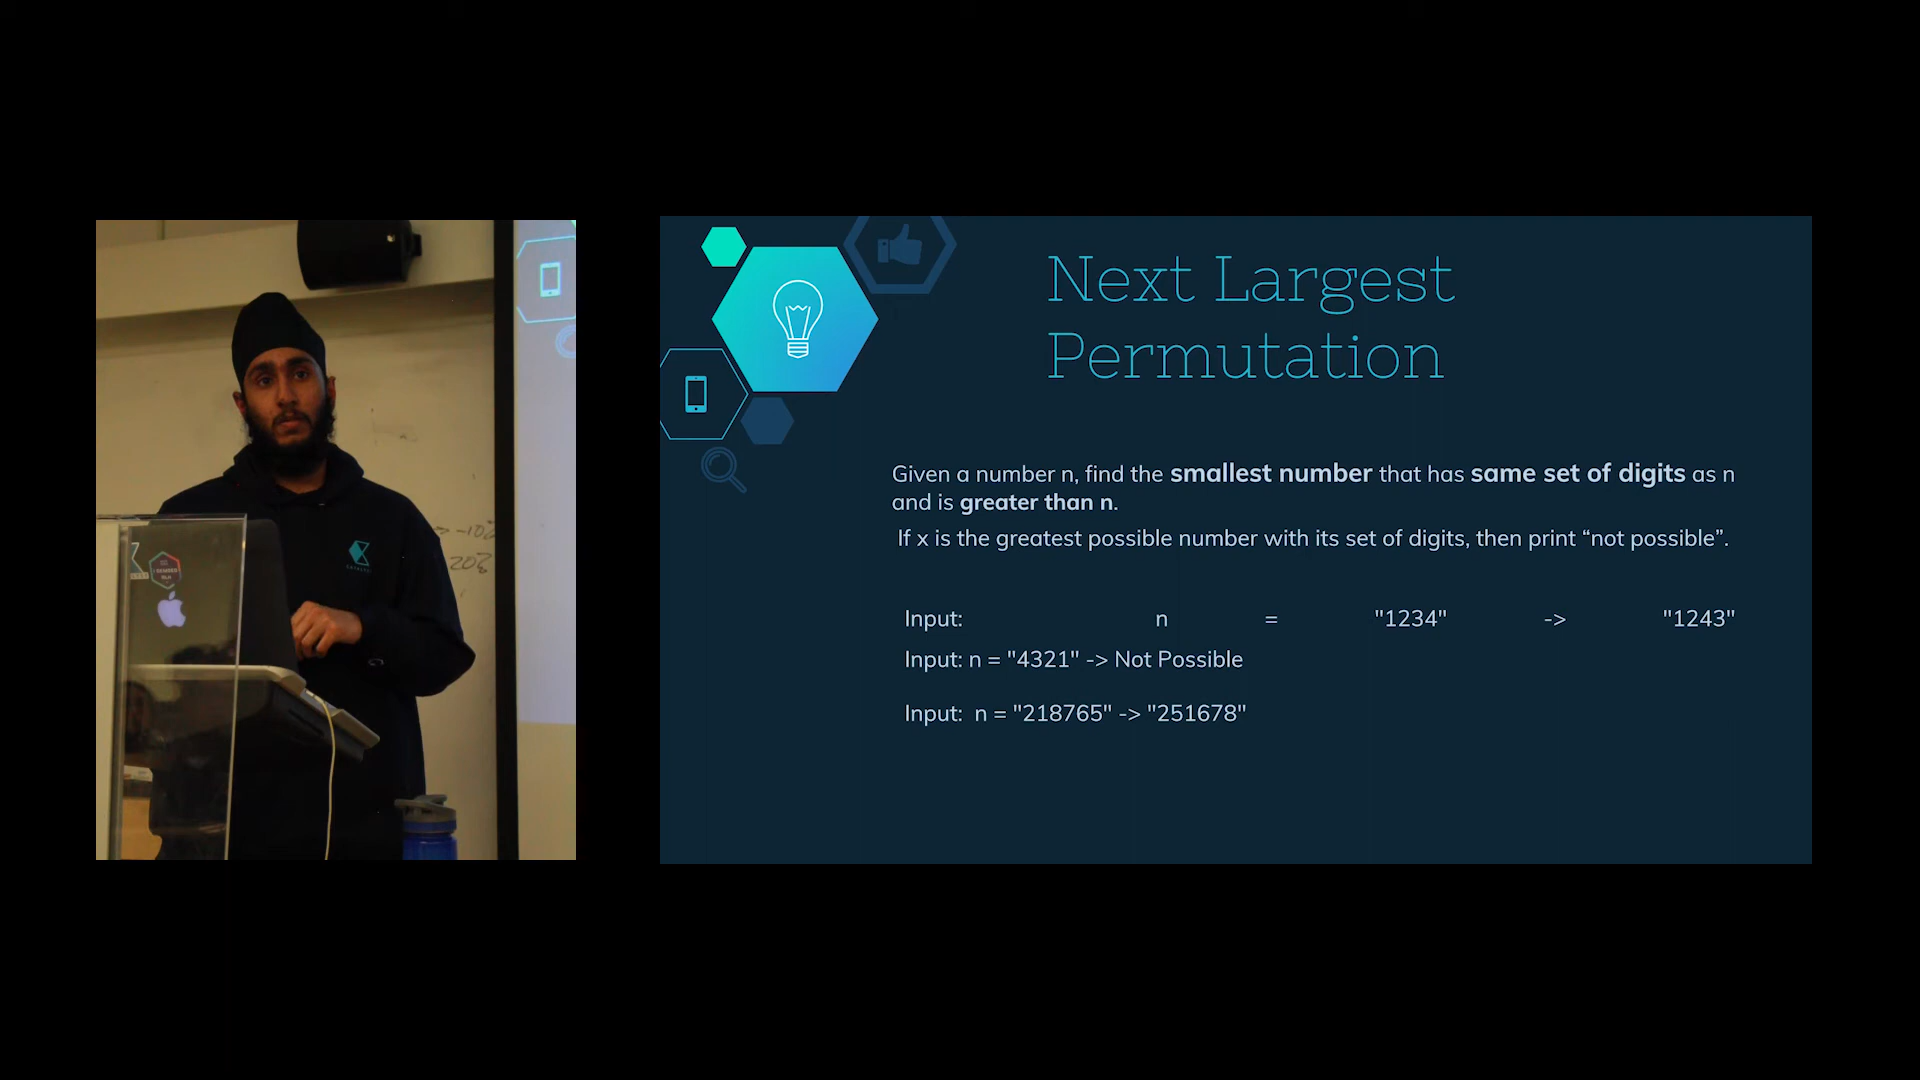 Next Largest
Permutation
Given a number n, find the smallest number that has same set of digits as n
and is greater than n.
If x is the greatest possible number with its set of digits, then print “not possible”.
Input: n = "1234" -> "1243"
Input: n = "4321" -> Not Possible
Input: n = "218765" -> "251678"